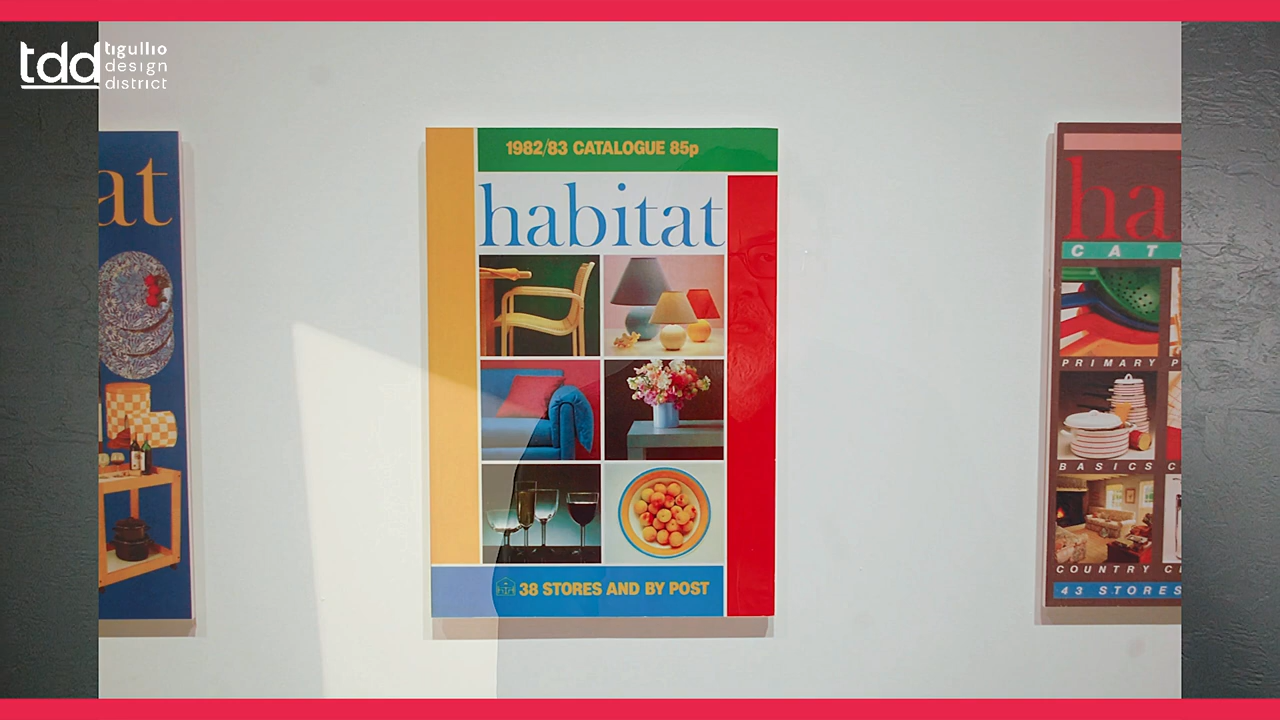 tdd
tigullio
design
district
at
1982/83 CATALOGUE 85p
habitat
38 STORES AND BY POST
ha
CAT
PRIMARY P
BASICS C
COUNTRY C
43 STORES